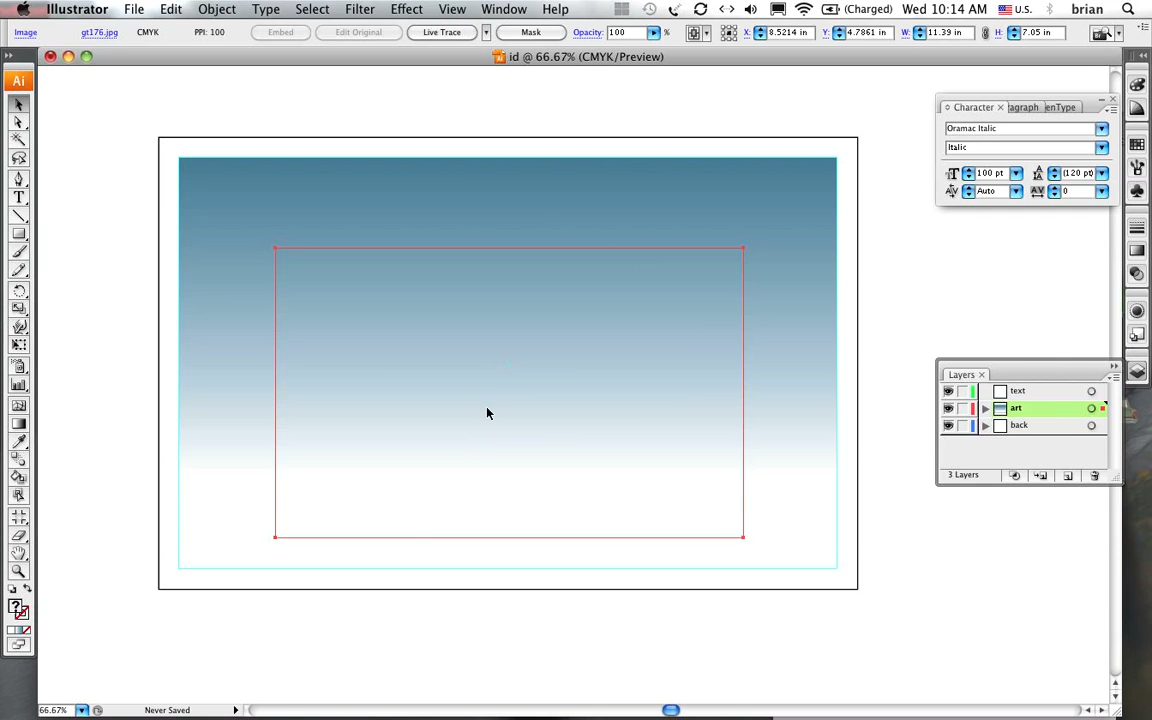 Illustrator File Edit Object Type Select Filter Effect View Window Help (Charged) Wed 10:14 AM U.S. brian
Image gt176.jpg CMYK PPI: 100 Embed Edit Original Live Trace Mask Opacity: 100 % X: 8.5214 in Y: 4.7861 in W: 11.39 in H: 7.05 in
id @ 66.67% (CMYK/Preview)
Ai
Character aragraph enType
Oramac Italic
Italic
100 pt (120 pt)
Auto 0
Layers
text
art
back
3 Layers
66.67% Never Saved